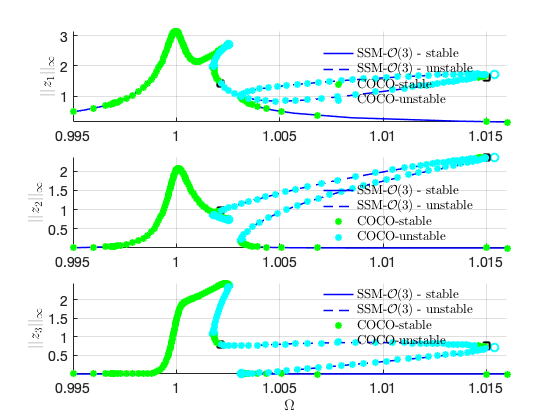 ||z₁||∞
3
2
1
0.995 1 1.005 1.01 1.015
SSM-𝒪(3) - stable
SSM-𝒪(3) - unstable
COCO-stable
COCO-unstable
||z₂||∞
2
1.5
1
0.5
0.995 1 1.005 1.01 1.015
SSM-𝒪(3) - stable
SSM-𝒪(3) - unstable
COCO-stable
COCO-unstable
||z₃||∞
2
1.5
1
0.5
0.995 1 1.005 1.01 1.015
SSM-𝒪(3) - stable
SSM-𝒪(3) - unstable
COCO-stable
COCO-unstable
Ω